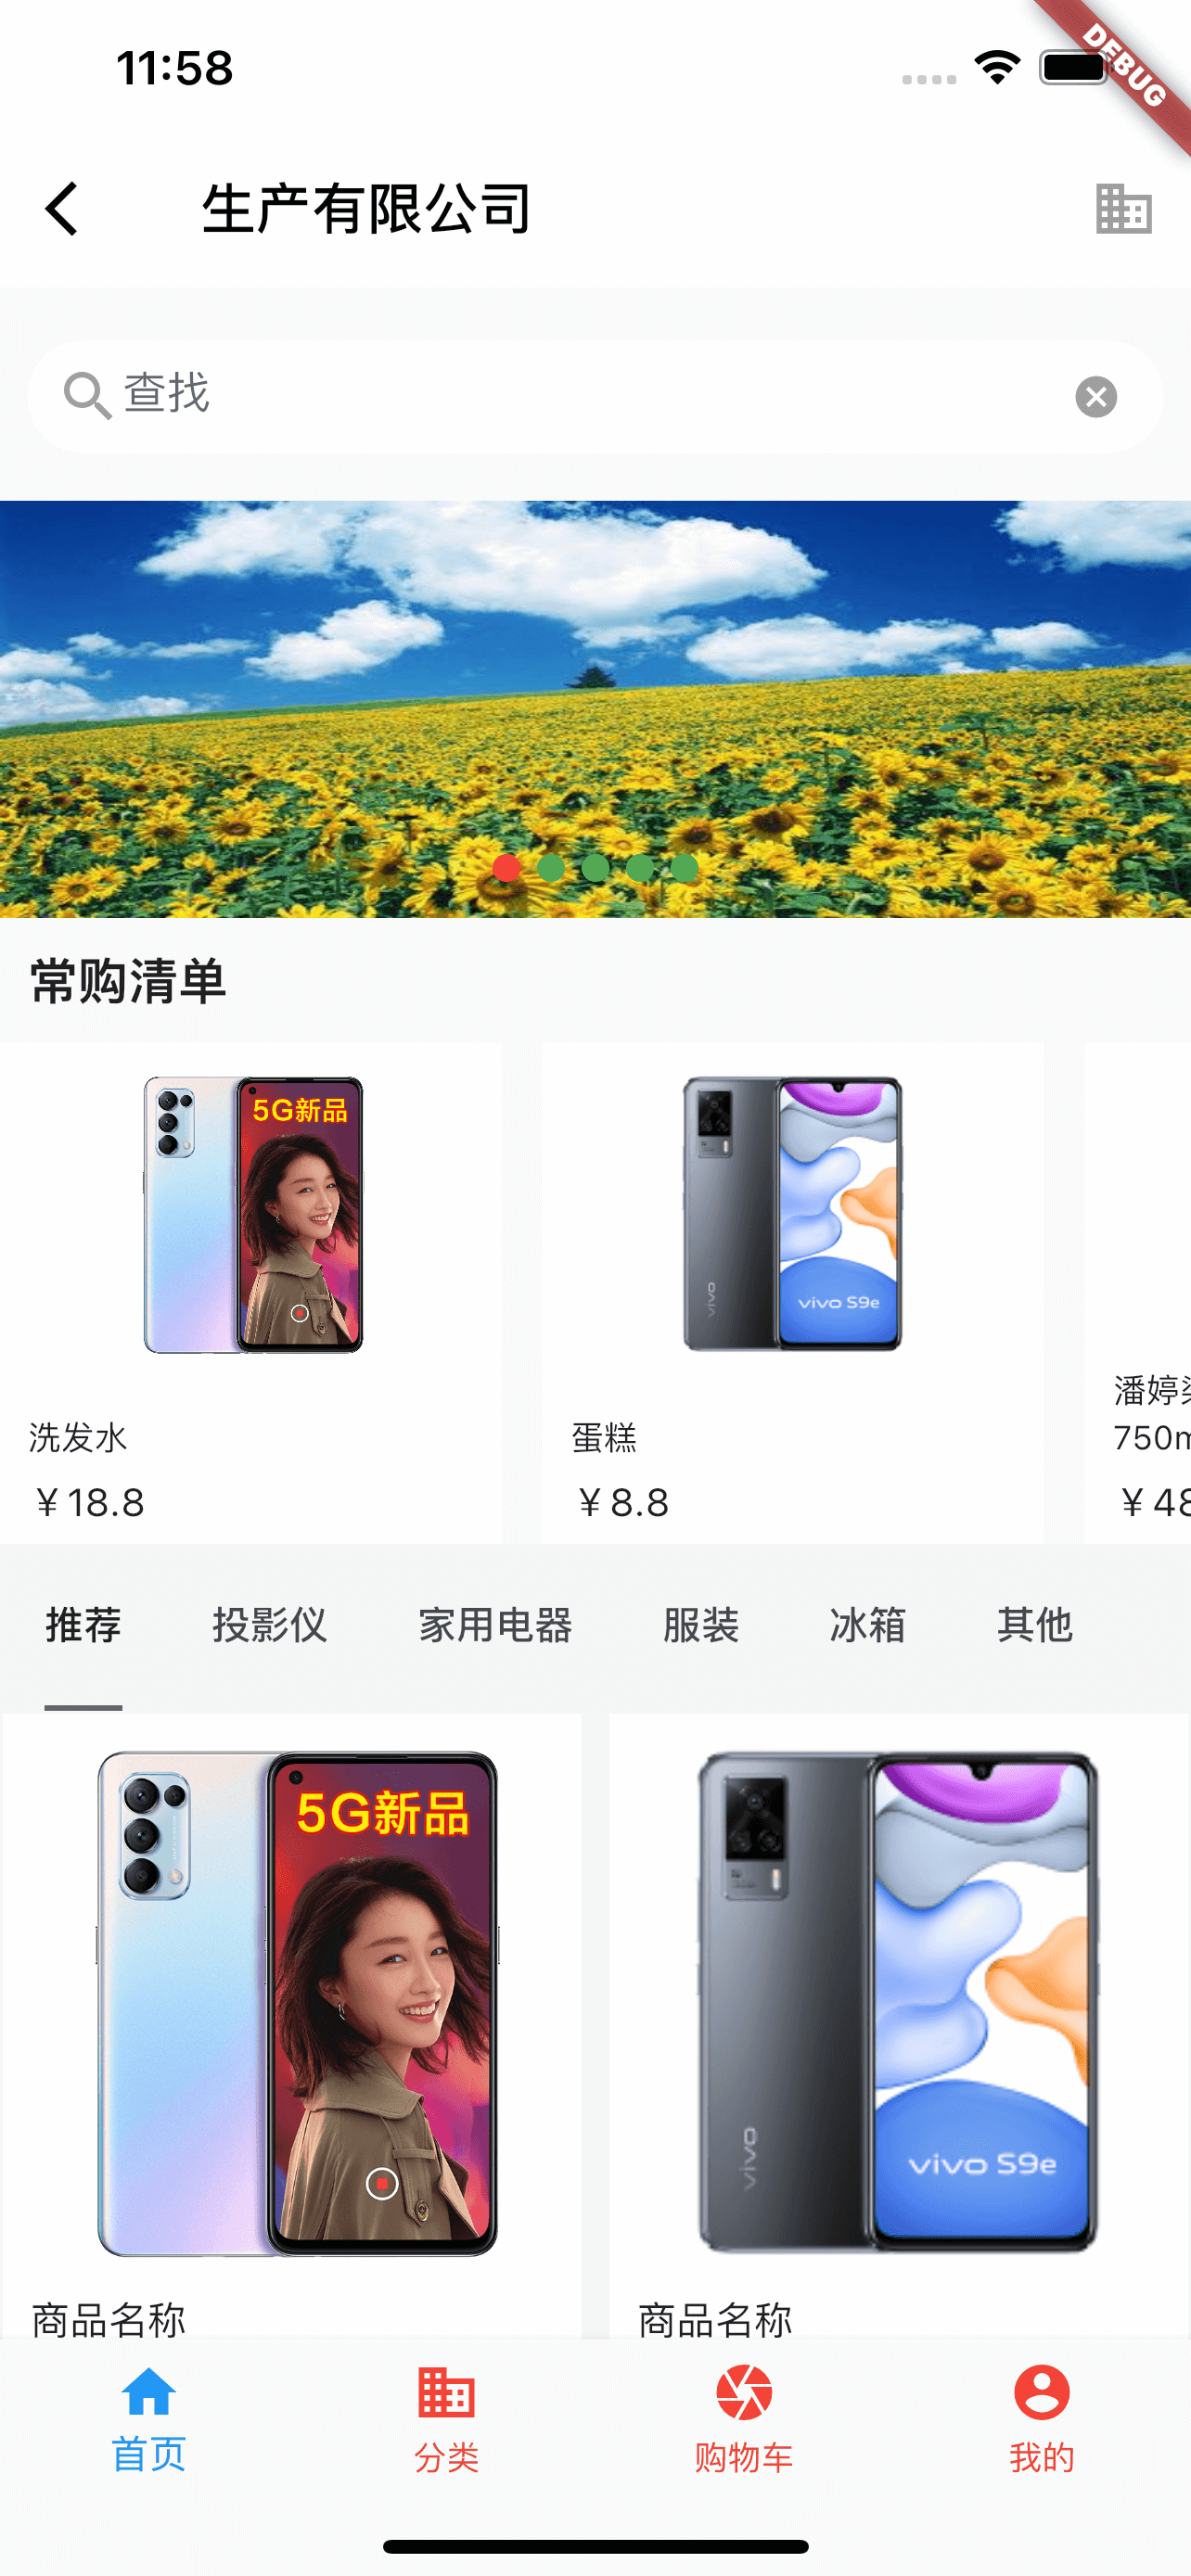 11:58
DEBUG
生产有限公司
查找
常购清单
5G新品
vivo
vivo S9e
洗发水
¥18.8
蛋糕
¥8.8
潘婷
750m
¥48
推荐 投影仪 家用电器 服装 冰箱 其他
5G新品
vivo
vivo S9e
商品名称
商品名称
首页 分类 购物车 我的